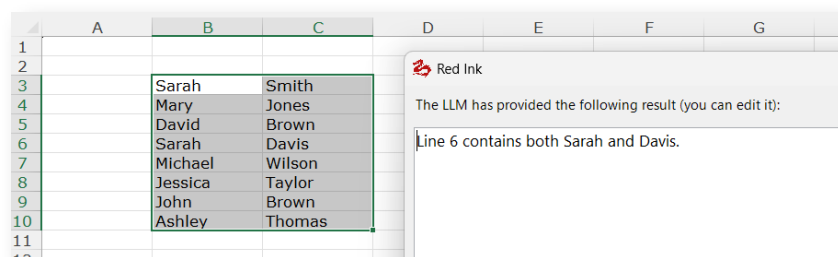 A B C D E F G
1
2
Red Ink
3 Sarah Smith
4 Mary Jones
The LLM has provided the following result (you can edit it):
5 David Brown
6 Sarah Davis
Line 6 contains both Sarah and Davis.
7 Michael Wilson
8 Jessica Taylor
9 John Brown
10 Ashley Thomas
11